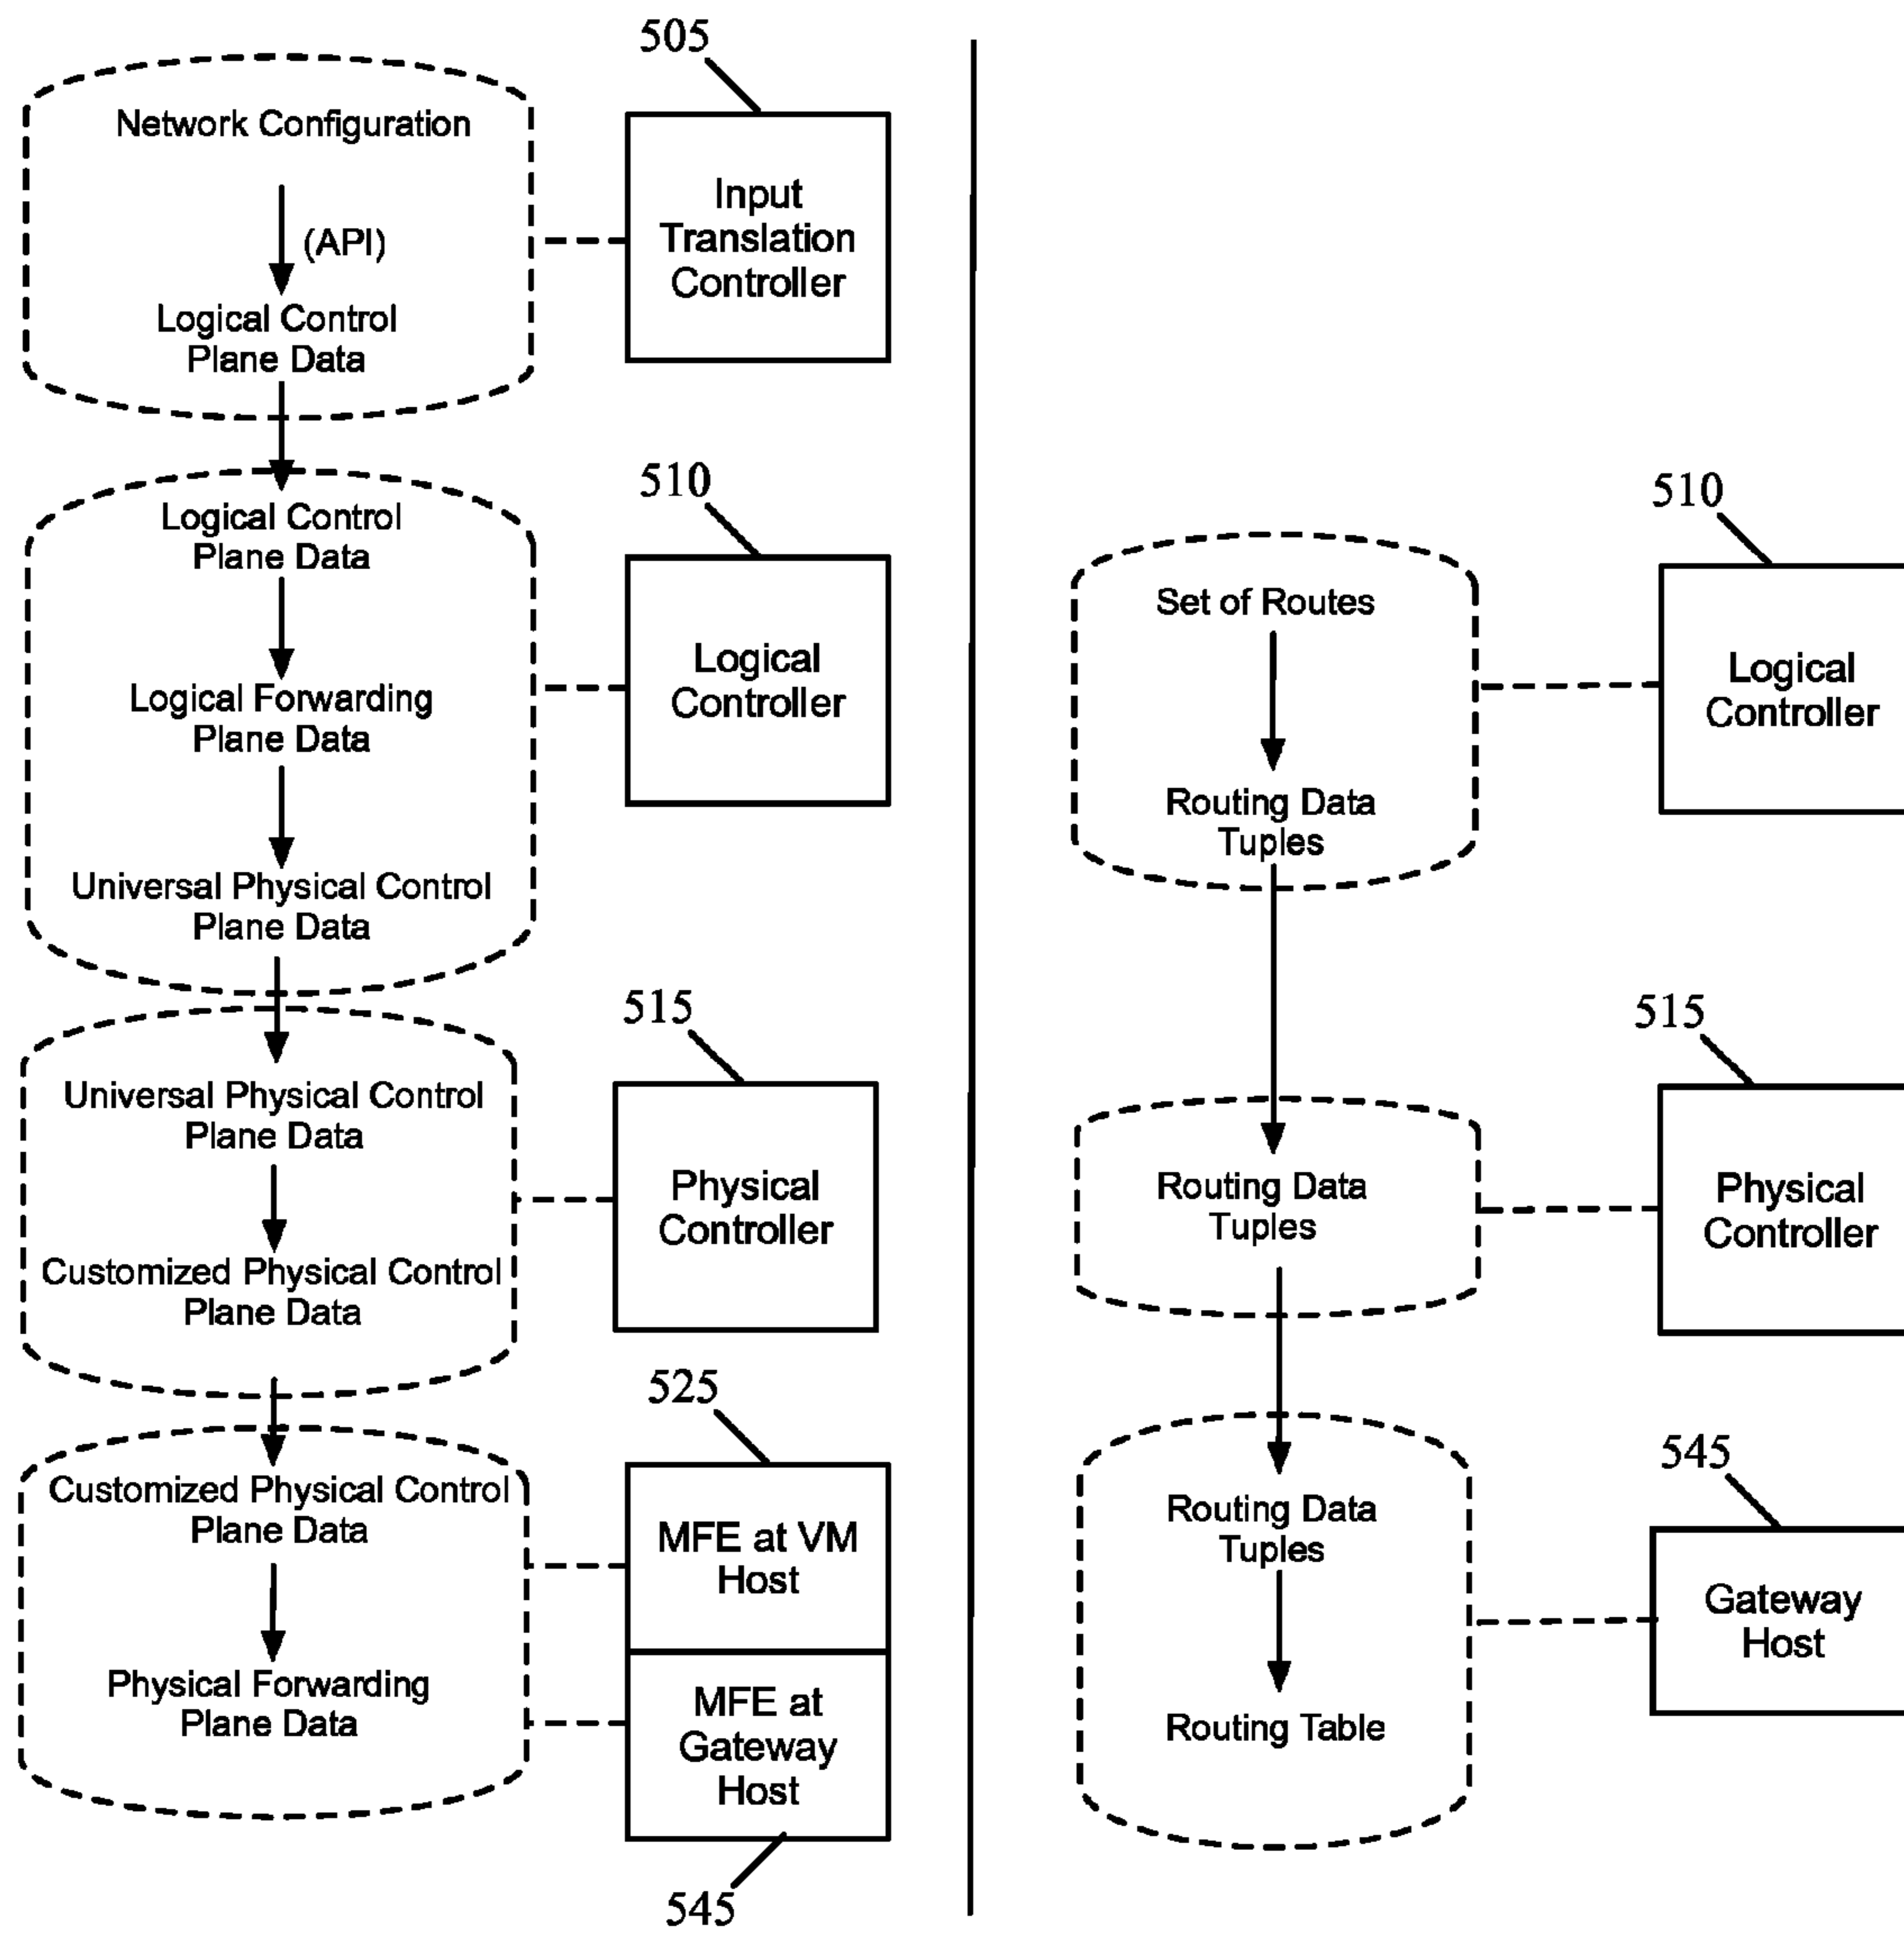 505
Network Configuration
(API)
Logical Control
Plane Data
Input
Translation
Controller
510
Logical Control
Plane Data
Logical Forwarding
Plane Data
Universal Physical Control
Plane Data
Logical
Controller
515
Universal Physical Control
Plane Data
Customized Physical Control
Plane Data
Physical
Controller
525
Customized Physical Control
Plane Data
Physical Forwarding
Plane Data
MFE at VM
Host
MFE at
Gateway
Host
545
510
Set of Routes
Routing Data
Tuples
Logical
Controller
515
Routing Data
Tuples
Physical
Controller
545
Routing Data
Tuples
Routing Table
Gateway
Host